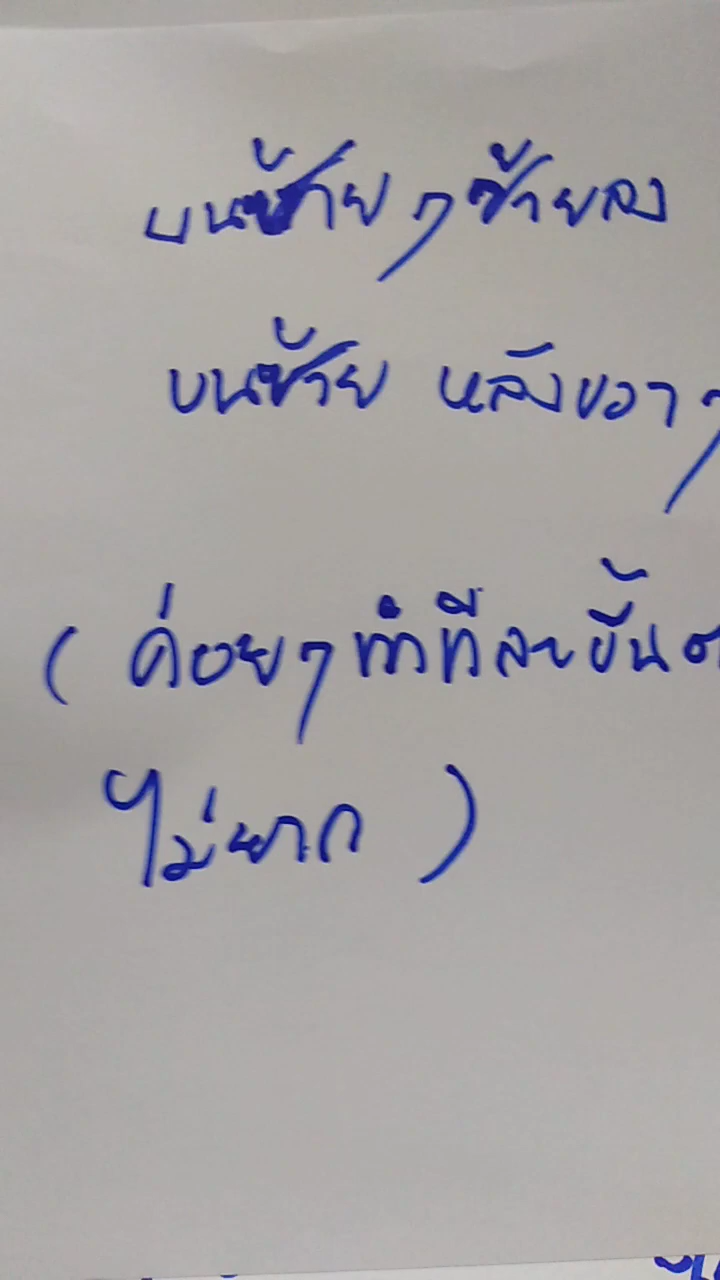 บนซ้าย ๆ ซ้ายลง
บนซ้าย หลังขวา ๆ
( ค่อย ๆ ทำทีละขั้น
ไม่ยาก )